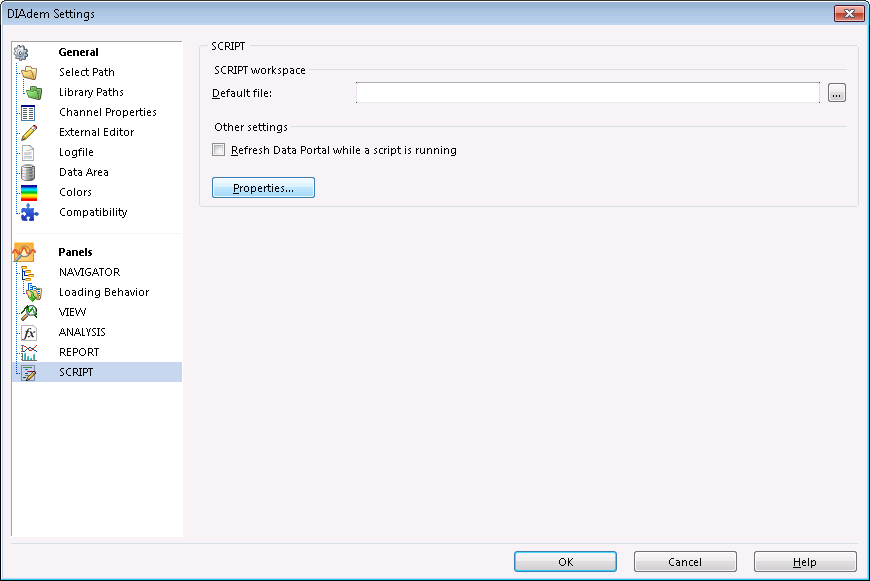 DIAdem Settings
General
Select Path
Library Paths
Channel Properties
External Editor
Logfile
Data Area
Colors
Compatibility
Panels
NAVIGATOR
Loading Behavior
VIEW
ANALYSIS
REPORT
SCRIPT
SCRIPT
SCRIPT workspace
Default file:
...
Other settings
Refresh Data Portal while a script is running
Properties...
OK Cancel Help